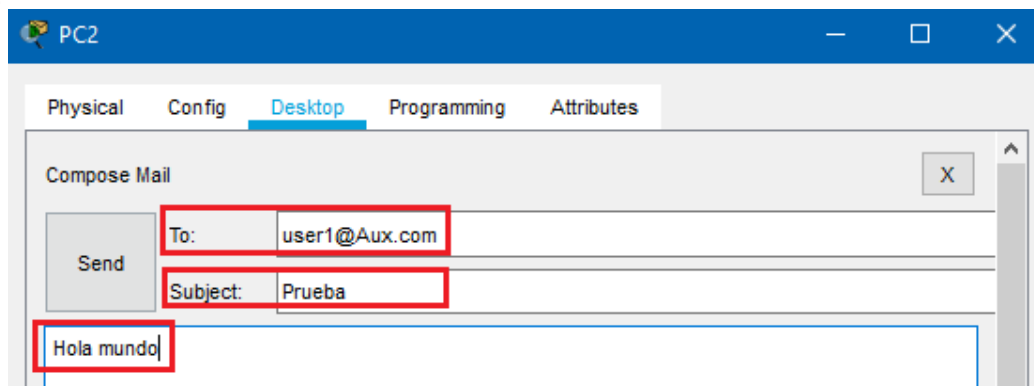 PC2
Physical Config Desktop Programming Attributes
Compose Mail X
Send
To: user1@Aux.com
Subject: Prueba
Hola mundo